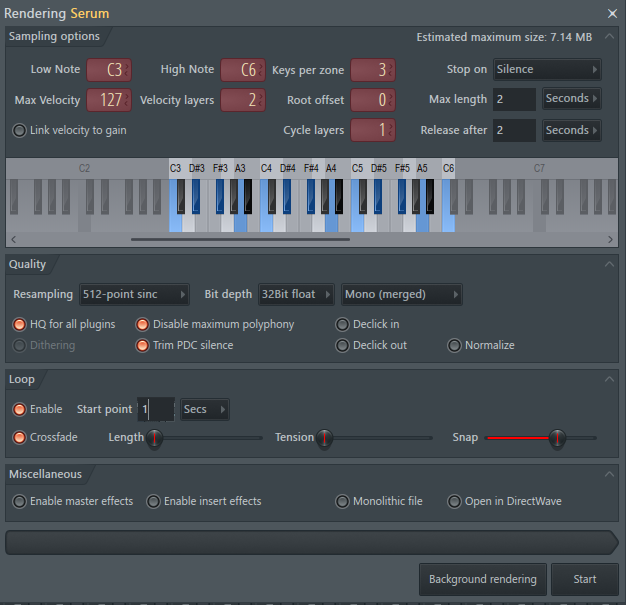 Rendering Serum
Sampling options
Estimated maximum size: 7.14 MB
Low Note C3 High Note C6 Keys per zone 3 Stop on Silence
Max Velocity 127 Velocity layers 2 Root offset 0 Max length 2 Seconds
Link velocity to gain Cycle layers 1 Release after 2 Seconds
C2 C3 D#3 F#3 A3 C4 D#4 F#4 A4 C5 D#5 F#5 A5 C6 C7
Quality
Resampling 512-point sinc Bit depth 32Bit float Mono (merged)
HQ for all plugins Disable maximum polyphony Declick in
Dithering Trim PDC silence Declick out Normalize
Loop
Enable Start point 1 Secs
Crossfade Length Tension Snap
Miscellaneous
Enable master effects Enable insert effects Monolithic file Open in DirectWave
Background rendering Start